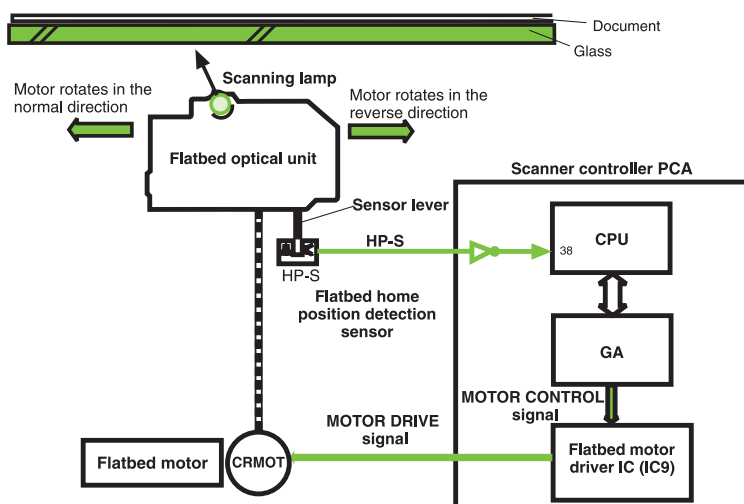 Document
Glass
Scanning lamp
Motor rotates in the
normal direction
Motor rotates in the
reverse direction
Flatbed optical unit
Scanner controller PCA
Sensor lever
HP-S
HP-S
38
CPU
Flatbed home
position detection
sensor
GA
MOTOR CONTROL
signal
MOTOR DRIVE
signal
Flatbed motor
CRMOT
Flatbed motor
driver IC (IC9)